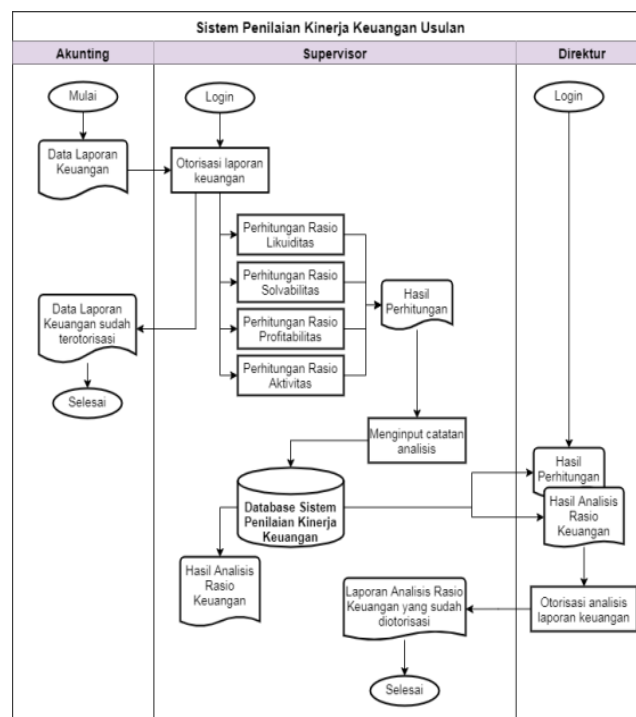 Sistem Penilaian Kinerja Keuangan Usulan
Akunting
Supervisor
Direktur
Mulai
Login
Login
Data Laporan
Keuangan
Otorisasi laporan
keuangan
Perhitungan Rasio
Likuiditas
Perhitungan Rasio
Solvabilitas
Perhitungan Rasio
Profitabilitas
Perhitungan Rasio
Aktivitas
Hasil
Perhitungan
Data Laporan
Keuangan sudah
terotorisasi
Selesai
Menginput catatan
analisis
Database Sistem
Penilaian Kinerja
Keuangan
Hasil
Perhitungan
Hasil Analisis
Rasio
Keuangan
Hasil Analisis
Rasio
Keuangan
Laporan Analisis Rasio
Keuangan yang sudah
diotorisasi
Otorisasi analisis
laporan keuangan
Selesai